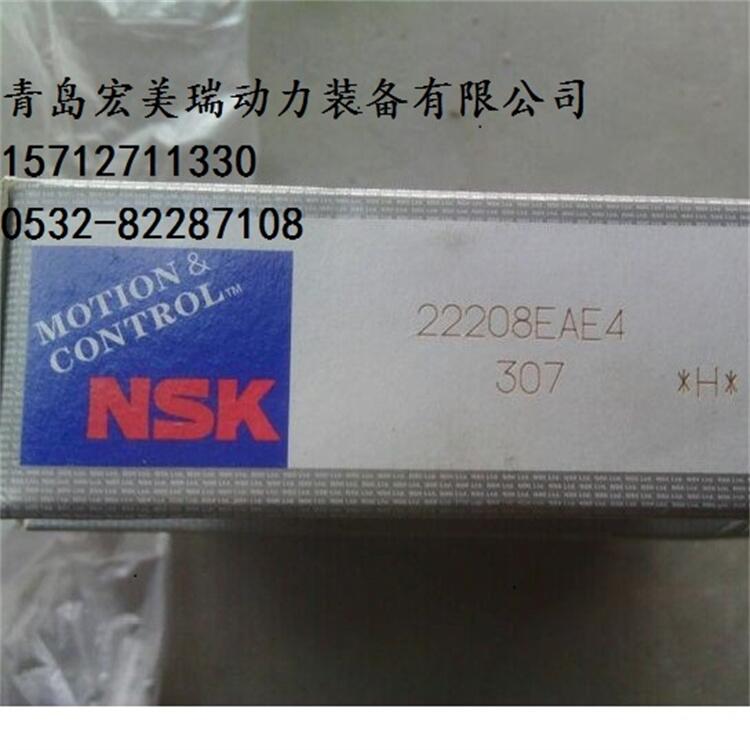 青岛宏美瑞动力装备有限公司
15712711330
0532-82287108
MOTION &
CONTROL™
NSK
22208EAE4
307 *H*